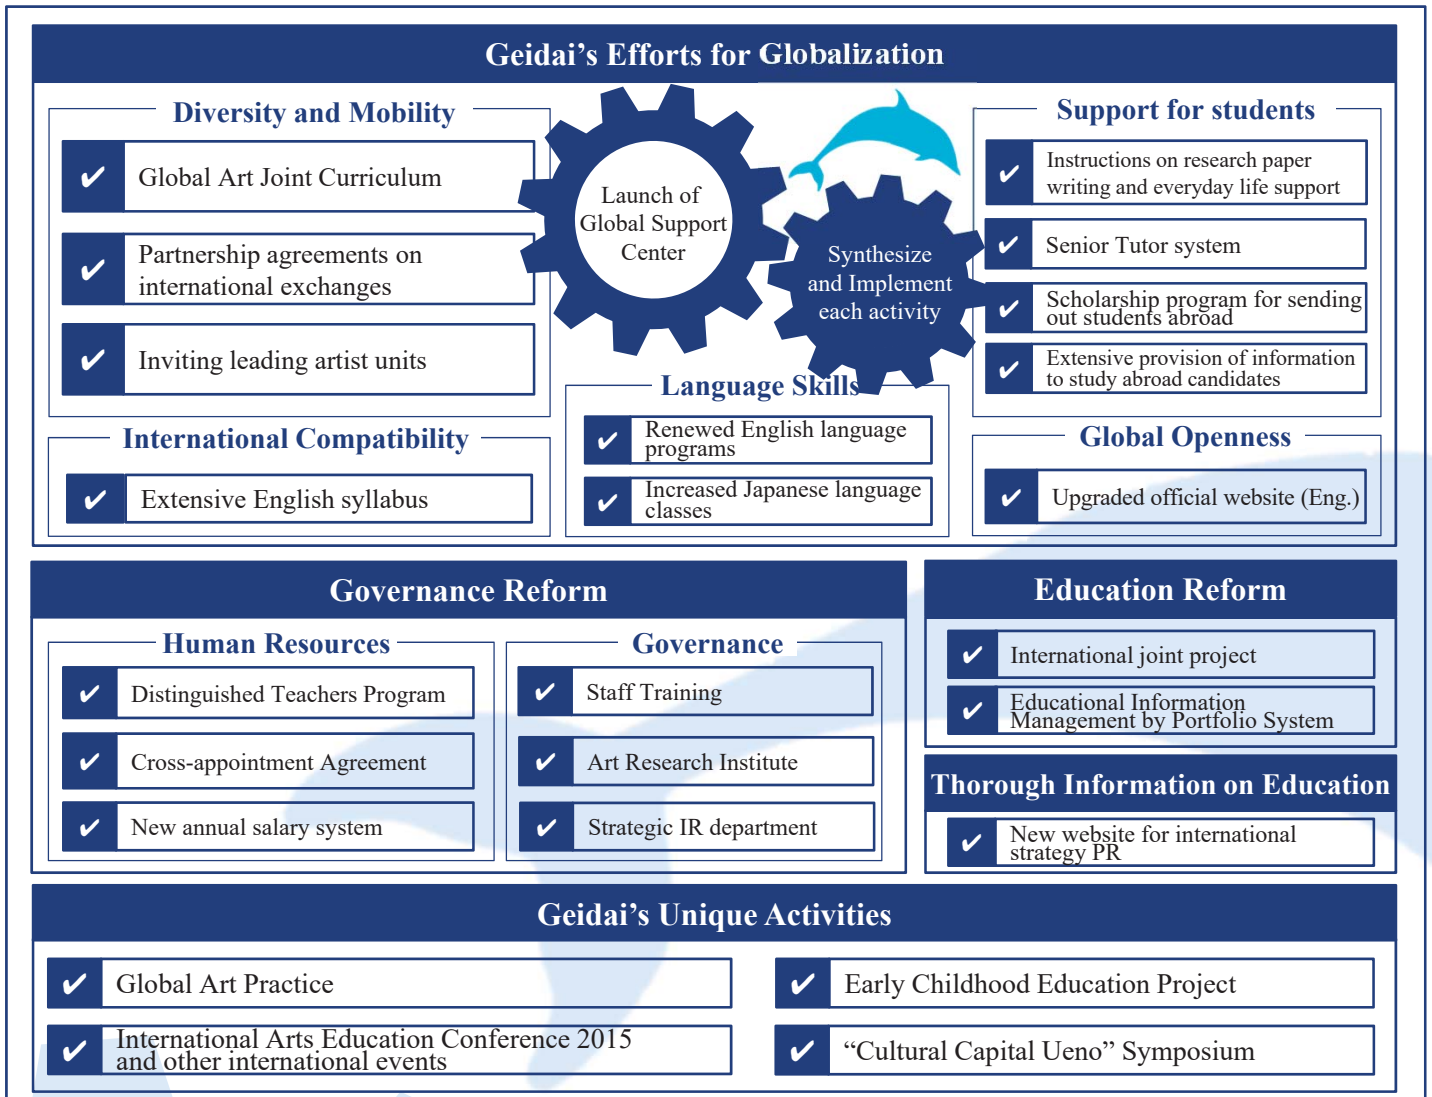 Geidai's Efforts for Globalization
Diversity and Mobility
Global Art Joint Curriculum
Partnership agreements on
international exchanges
Inviting leading artist units
International Compatibility
Extensive English syllabus
Launch of
Global Support
Center
Synthesize
and Implement
each activity
Language Skills
Renewed English language
programs
Increased Japanese language
classes
Support for students
Instructions on research paper
writing and everyday life support
Senior Tutor system
Scholarship program for sending
out students abroad
Extensive provision of information
to study abroad candidates
Global Openness
Upgraded official website (Eng.)
Governance Reform
Human Resources
Distinguished Teachers Program
Cross-appointment Agreement
New annual salary system
Governance
Staff Training
Art Research Institute
Strategic IR department
Education Reform
International joint project
Educational Information
Management by Portfolio System
Thorough Information on Education
New website for international
strategy PR
Geidai's Unique Activities
Global Art Practice
International Arts Education Conference 2015
and other international events
Early Childhood Education Project
“Cultural Capital Ueno” Symposium